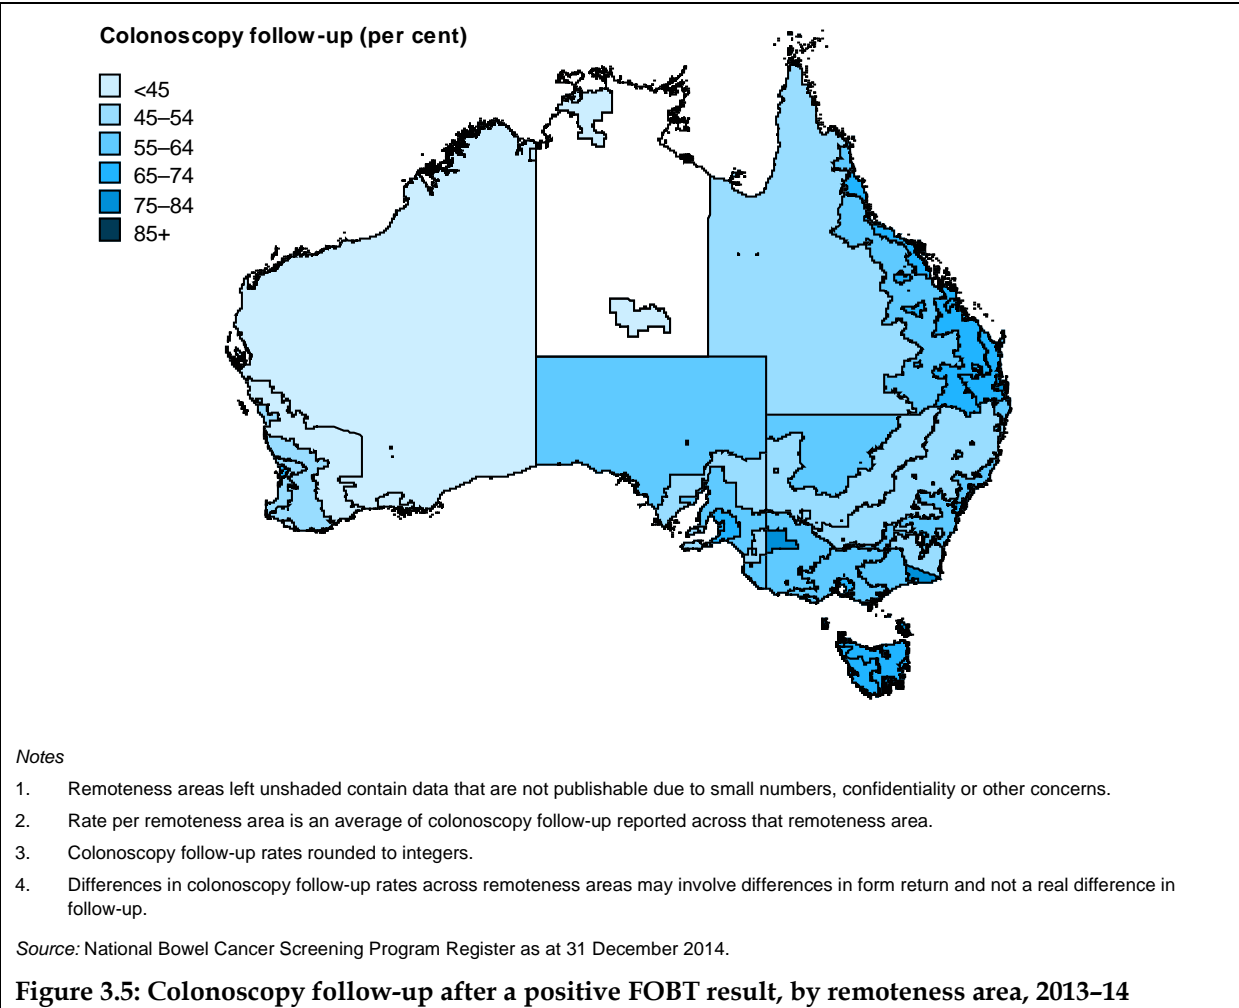 Colonoscopy follow-up (per cent)
<45
45–54
55–64
65–74
75–84
85+
Notes
1. Remoteness areas left unshaded contain data that are not publishable due to small numbers, confidentiality or other concerns.
2. Rate per remoteness area is an average of colonoscopy follow-up reported across that remoteness area.
3. Colonoscopy follow-up rates rounded to integers.
4. Differences in colonoscopy follow-up rates across remoteness areas may involve differences in form return and not a real difference in
follow-up.
Source: National Bowel Cancer Screening Program Register as at 31 December 2014.
Figure 3.5: Colonoscopy follow-up after a positive FOBT result, by remoteness area, 2013–14